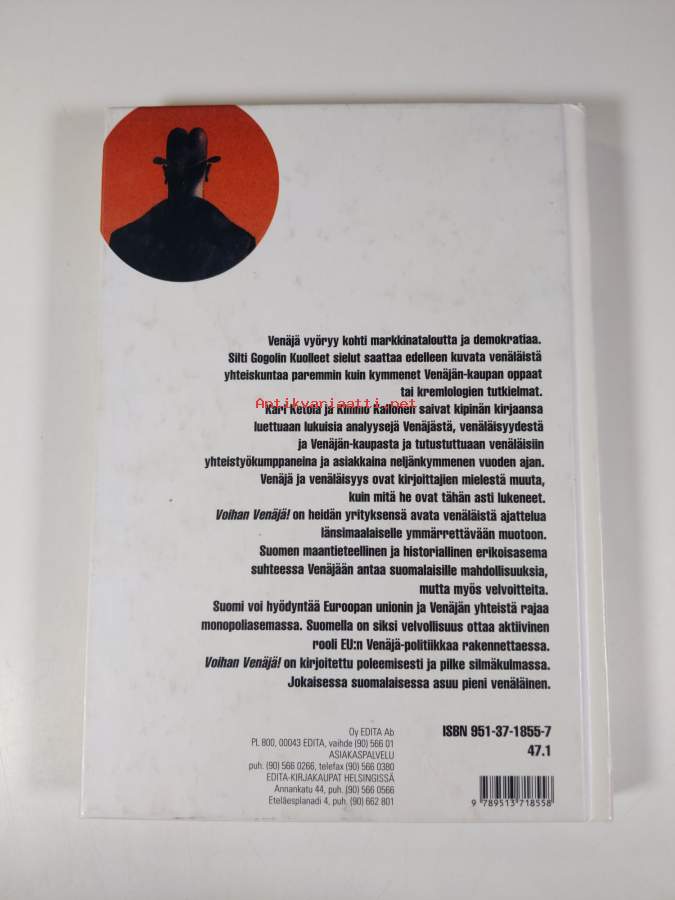 Venäjä vyöryy kohti markkinataloutta ja demokratiaa.
Silti Gogolin Kuolleet sielut saattaa edelleen kuvata venäläistä
yhteiskuntaa paremmin kuin kymmenet Venäjän-kaupan oppaat
tai kremlologien tutkielmat.
Antikvariaatti.net
Kari Ketola ja Kimmo Kallonen saivat kipinän kirjaansa
luettuaan lukuisia analyysejä Venäjästä, venäläisyydestä
ja Venäjän-kaupasta ja tutustuttuaan venäläisiin
yhteistyökumppaneina ja asiakkaina neljänkymmenen vuoden ajan.
Venäjä ja venäläisyys ovat kirjoittajien mielestä muuta,
kuin mitä he ovat tähän asti lukeneet.
Voihan Venäjä! on heidän yrityksensä avata venäläistä ajattelua
länsimaalaiselle ymmärrettävään muotoon.
Suomen maantieteellinen ja historiallinen erikoisasema
suhteessa Venäjään antaa suomalaisille mahdollisuuksia,
mutta myös velvoitteita.
Suomi voi hyödyntää Euroopan unionin ja Venäjän yhteistä rajaa
monopoliasemassa. Suomella on siksi velvollisuus ottaa aktiivinen
rooli EU:n Venäjä-politiikkaa rakennettaessa.
Voihan Venäjä! on kirjoitettu poleemisesti ja pilke silmäkulmassa.
Jokaisessa suomalaisessa asuu pieni venäläinen.
Oy EDITA Ab
PL 800, 00043 EDITA, vaihde (90) 566 01
ASIAKASPALVELU
puh. (90) 566 0266, telefax (90) 566 0380
EDITA-KIRJAKAUPAT HELSINGISSÄ
Annankatu 44, puh. (90) 566 0566
Eteläesplanadi 4, puh. (90) 662 801
ISBN 951-37-1855-7
47.1
9 789513 718558